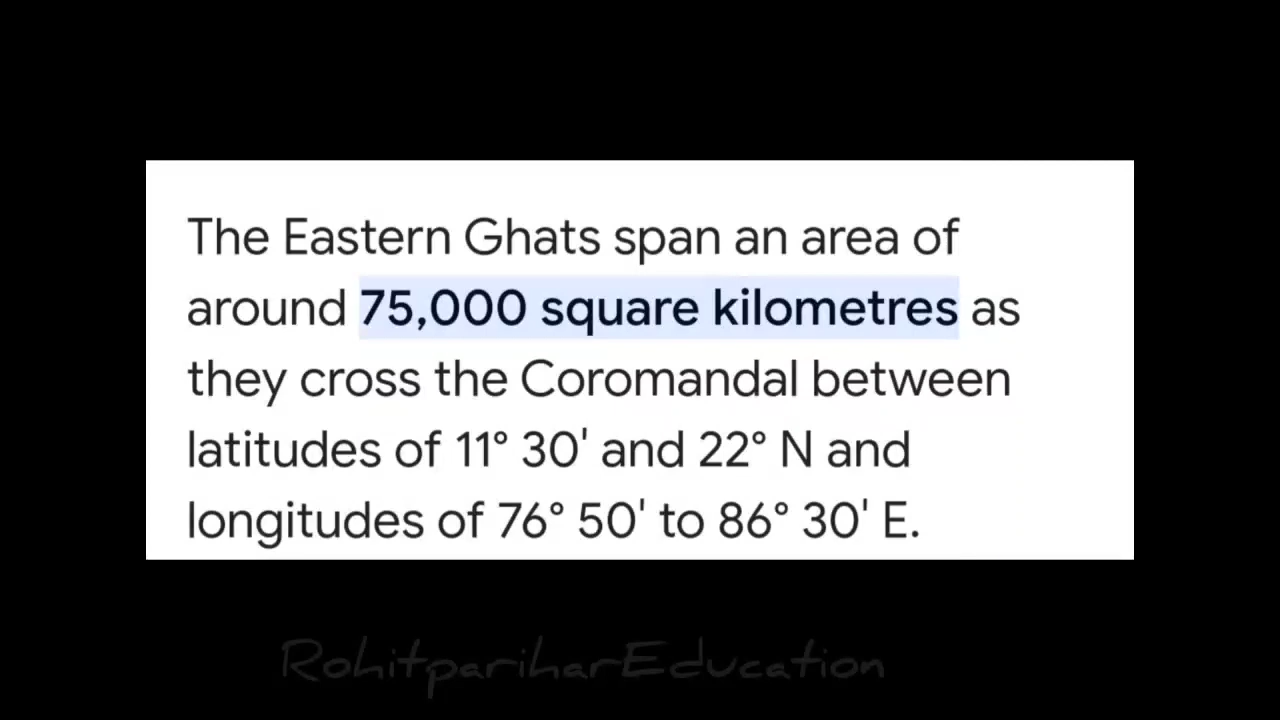 The Eastern Ghats span an area of
around 75,000 square kilometres as
they cross the Coromandal between
latitudes of 11° 30' and 22° N and
longitudes of 76° 50' to 86° 30' E.
RohitpariharEducation